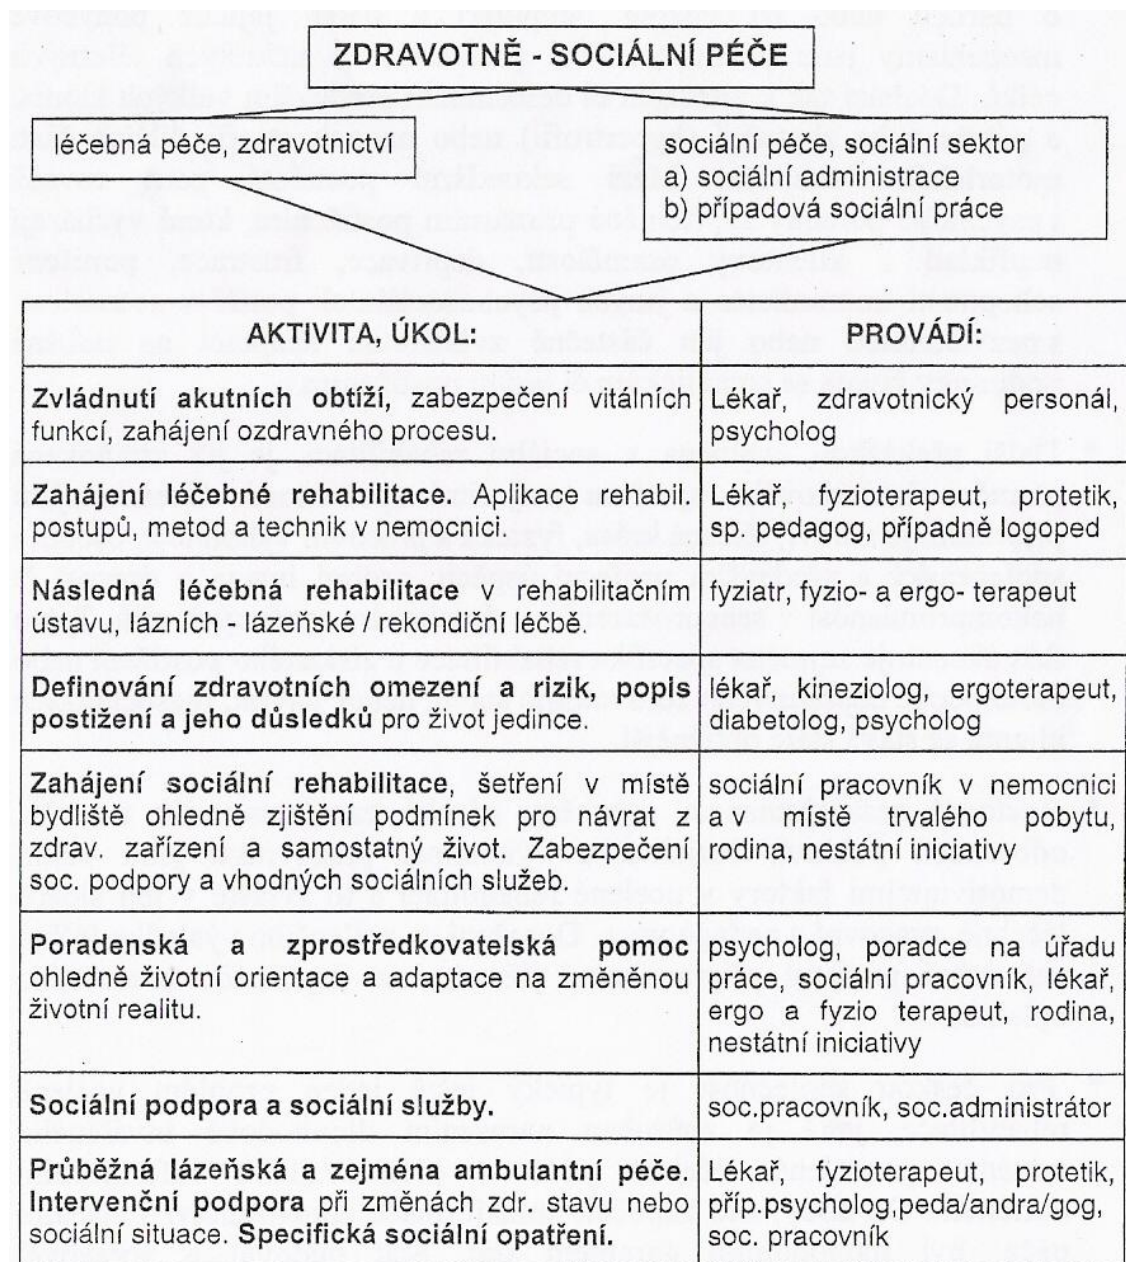 ZDRAVOTNĚ - SOCIÁLNÍ PÉČE
léčebná péče, zdravotnictví
sociální péče, sociální sektor
a) sociální administrace
b) případová sociální práce
AKTIVITA, ÚKOL:
PROVÁDÍ:
Zvládnutí akutních obtíží, zabezpečení vitálních
funkcí, zahájení ozdravného procesu.
Lékař, zdravotnický personál,
psycholog
Zahájení léčebné rehabilitace. Aplikace rehabil.
postupů, metod a technik v nemocnici.
Lékař, fyzioterapeut, protetik,
sp. pedagog, případně logoped
Následná léčebná rehabilitace v rehabilitačním
ústavu, lázních - lázeňské / rekondiční léčbě.
fyziatr, fyzio- a ergo- terapeut
Definování zdravotních omezení a rizik, popis
postižení a jeho důsledků pro život jedince.
lékař, kineziolog, ergoterapeut,
diabetolog, psycholog
Zahájení sociální rehabilitace, šetření v místě
bydliště ohledně zjištění podmínek pro návrat z
zdrav. zařízení a samostatný život. Zabezpečení
soc. podpory a vhodných sociálních služeb.
sociální pracovník v nemocnici
a v místě trvalého pobytu,
rodina, nestátní iniciativy
Poradenská a zprostředkovatelská pomoc
ohledně životní orientace a adaptace na změněnou
životní realitu.
psycholog, poradce na úřadu
práce, sociální pracovník, lékař,
ergo a fyzio terapeut, rodina,
nestátní iniciativy
Sociální podpora a sociální služby.
soc.pracovník, soc.administrátor
Průběžná lázeňská a zejména ambulantní péče.
Intervenční podpora při změnách zdr. stavu nebo
sociální situace. Specifická sociální opatření.
Lékař, fyzioterapeut, protetik,
příp.psycholog,peda/andra/gog,
soc. pracovník